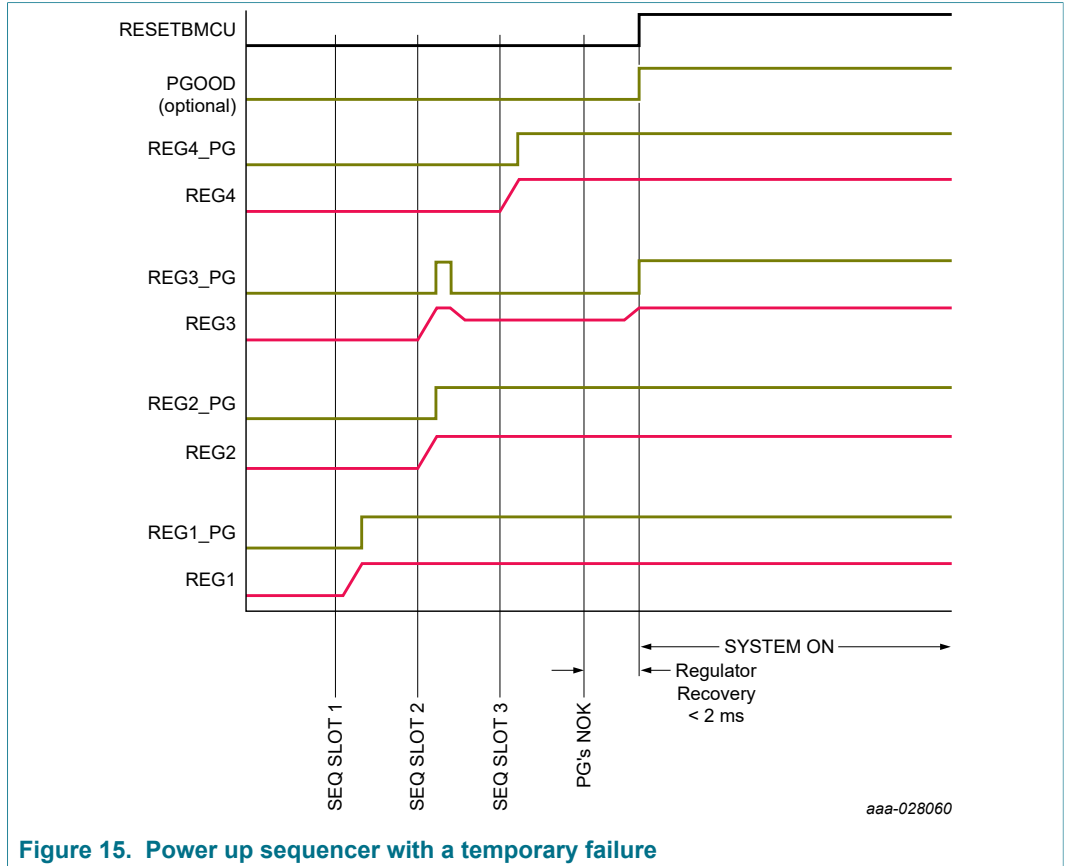 RESETBMCU
PGOOD
(optional)
REG4_PG
REG4
REG3_PG
REG3
REG2_PG
REG2
REG1_PG
REG1
SYSTEM ON
Regulator
Recovery
< 2 ms
SEQ SLOT 1
SEQ SLOT 2
SEQ SLOT 3
PG's NOK
aaa-028060
Figure 15. Power up sequencer with a temporary failure